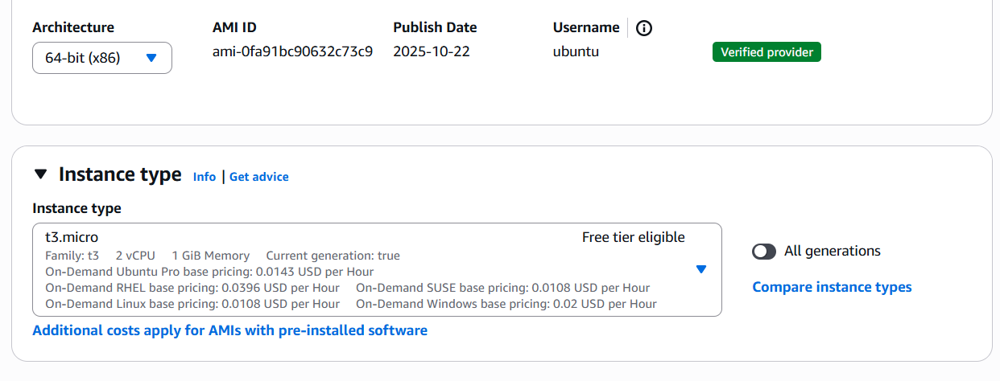 Architecture AMI ID Publish Date Username
64-bit (x86) ami-0fa91bc90632c73c9 2025-10-22 ubuntu Verified provider
Instance type Info | Get advice
Instance type
t3.micro Free tier eligible
Family: t3 2 vCPU 1 GiB Memory Current generation: true
On-Demand Ubuntu Pro base pricing: 0.0143 USD per Hour
On-Demand RHEL base pricing: 0.0396 USD per Hour On-Demand SUSE base pricing: 0.0108 USD per Hour
On-Demand Linux base pricing: 0.0108 USD per Hour On-Demand Windows base pricing: 0.02 USD per Hour
All generations
Compare instance types
Additional costs apply for AMIs with pre-installed software